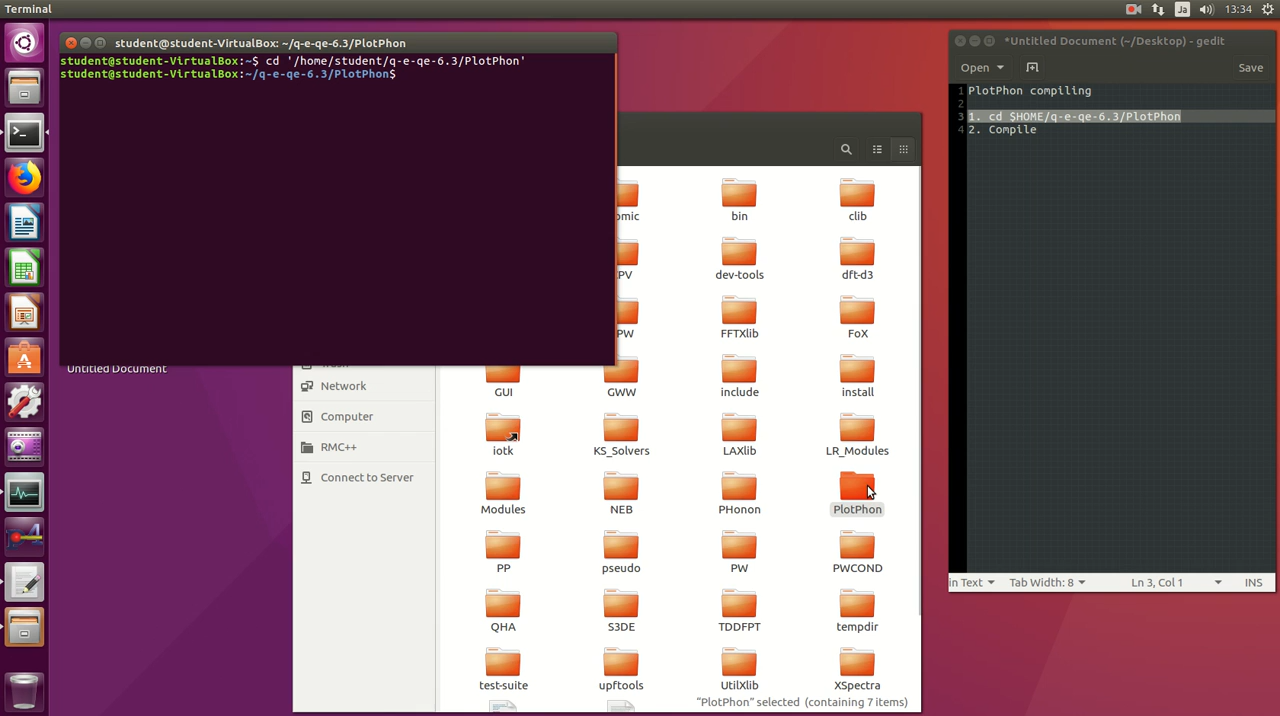 Terminal
Ja
13:34
student@student-VirtualBox: ~/q-e-qe-6.3/PlotPhon
student@student-VirtualBox:~$ cd '/home/student/q-e-qe-6.3/PlotPhon'
student@student-VirtualBox:~/q-e-qe-6.3/PlotPhon$
*Untitled Document (~/Desktop) - gedit
Open
Save
1 PlotPhon compiling
2
3 1. cd $HOME/q-e-qe-6.3/PlotPhon
4 2. Compile
in Text
Tab Width: 8
Ln 3, Col 1
INS
Untitled Document
Network
Computer
RMC++
Connect to Server
omic
bin
clib
PV
dev-tools
dft-d3
PW
FFTXlib
FoX
GUI
GWW
include
install
iotk
KS_Solvers
LAXlib
LR_Modules
Modules
NEB
PHonon
PlotPhon
PP
pseudo
PW
PWCOND
QHA
S3DE
TDDFPT
tempdir
test-suite
upftools
UtilXlib
XSpectra
"PlotPhon" selected (containing 7 items)